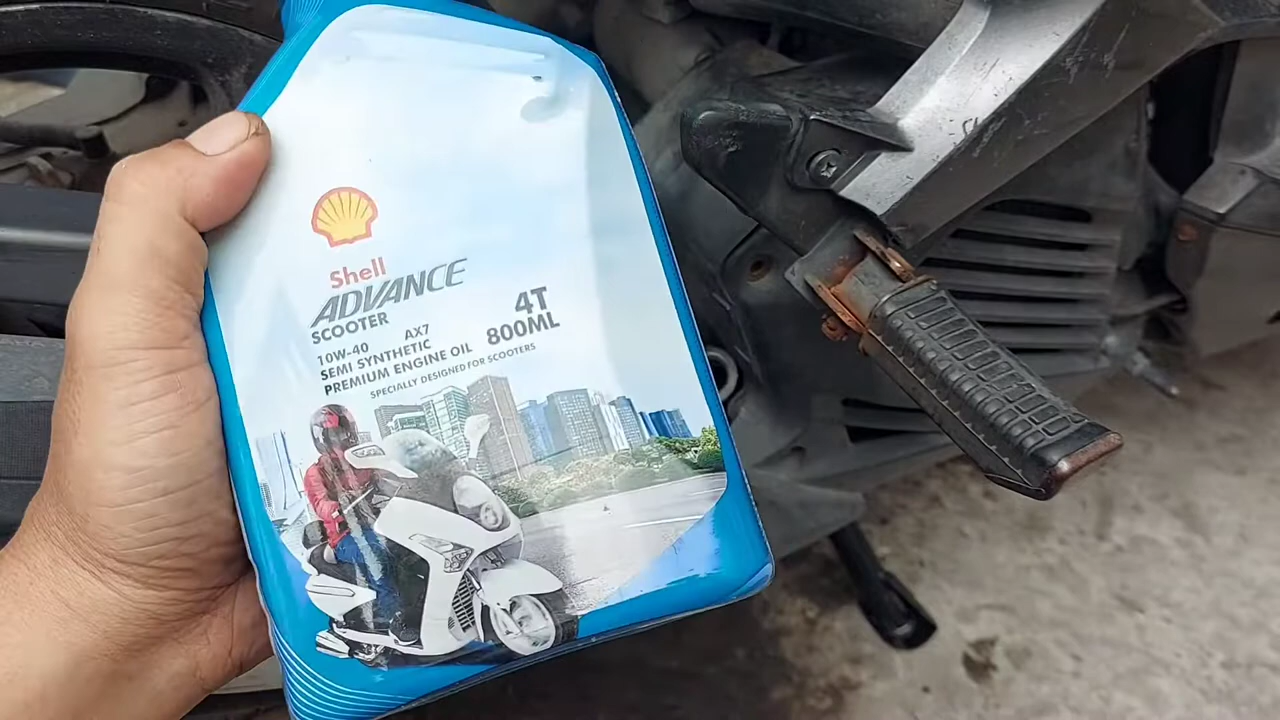 Shell
ADVANCE
SCOOTER
10W-40 AX7
SEMI SYNTHETIC
PREMIUM ENGINE OIL
4T
800ML
SPECIALLY DESIGNED FOR SCOOTERS